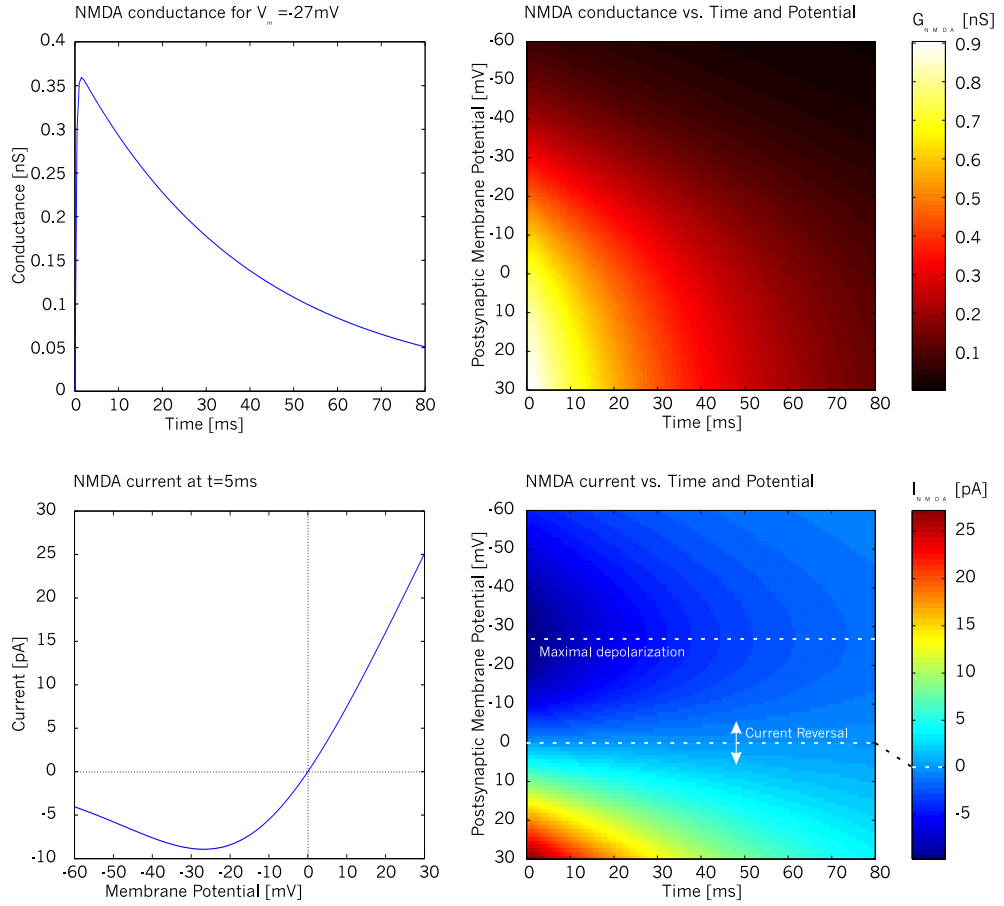 NMDA conductance for V_m =-27mV
0.4
0.35
0.3
0.25
0.2
0.15
0.1
0.05
0
Conductance [nS]
0 10 20 30 40 50 60 70 80
Time [ms]
NMDA conductance vs. Time and Potential
-60
-50
-40
-30
-20
-10
0
10
20
30
Postsynaptic Membrane Potential [mV]
0 10 20 30 40 50 60 70 80
Time [ms]
G_NMDA [nS]
0.9
0.8
0.7
0.6
0.5
0.4
0.3
0.2
0.1
NMDA current at t=5ms
30
25
20
15
10
5
0
-5
-10
Current [pA]
-60 -50 -40 -30 -20 -10 0 10 20 30
Membrane Potential [mV]
NMDA current vs. Time and Potential
-60
-50
-40
-30
-20
-10
0
10
20
30
Postsynaptic Membrane Potential [mV]
Maximal depolarization
Current Reversal
0 10 20 30 40 50 60 70 80
Time [ms]
I_NMDA [pA]
25
20
15
10
5
0
-5